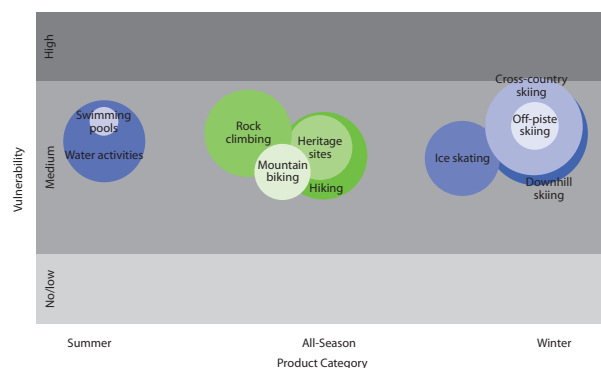 High
Medium
No/low
Vulnerability
Swimming
pools
Water activities
Rock
climbing
Heritage
sites
Mountain
biking
Hiking
Cross-country
skiing
Off-piste
skiing
Ice skating
Downhill
skiing
Summer
All-Season
Winter
Product Category